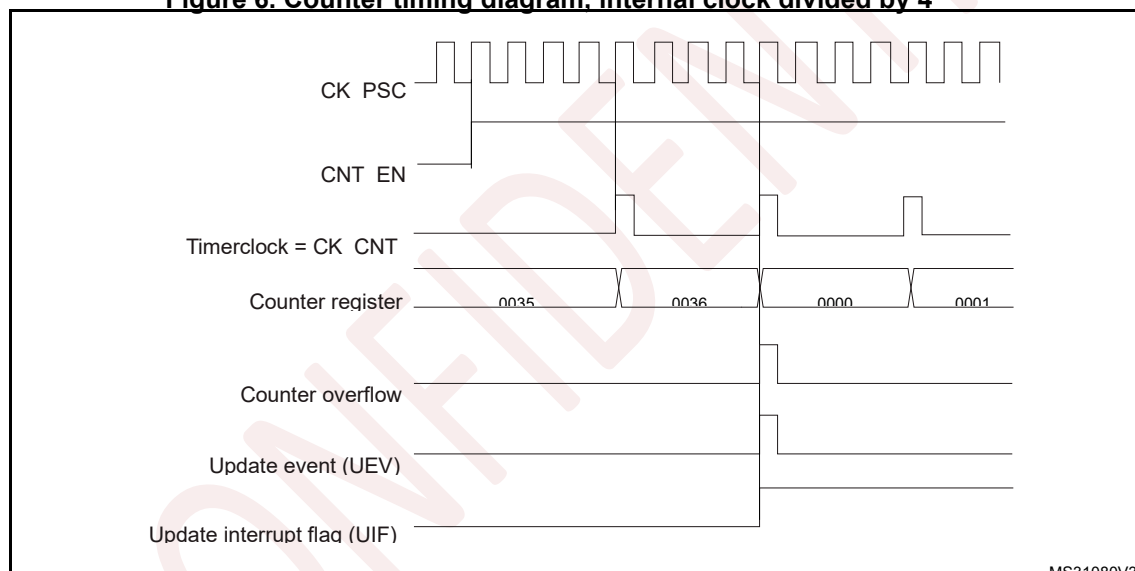 Figure 6. Counter timing diagram, internal clock divided by 4
CK PSC
CNT EN
Timerclock = CK CNT
Counter register 0035 0036 0000 0001
Counter overflow
Update event (UEV)
Update interrupt flag (UIF)
MS31080V2